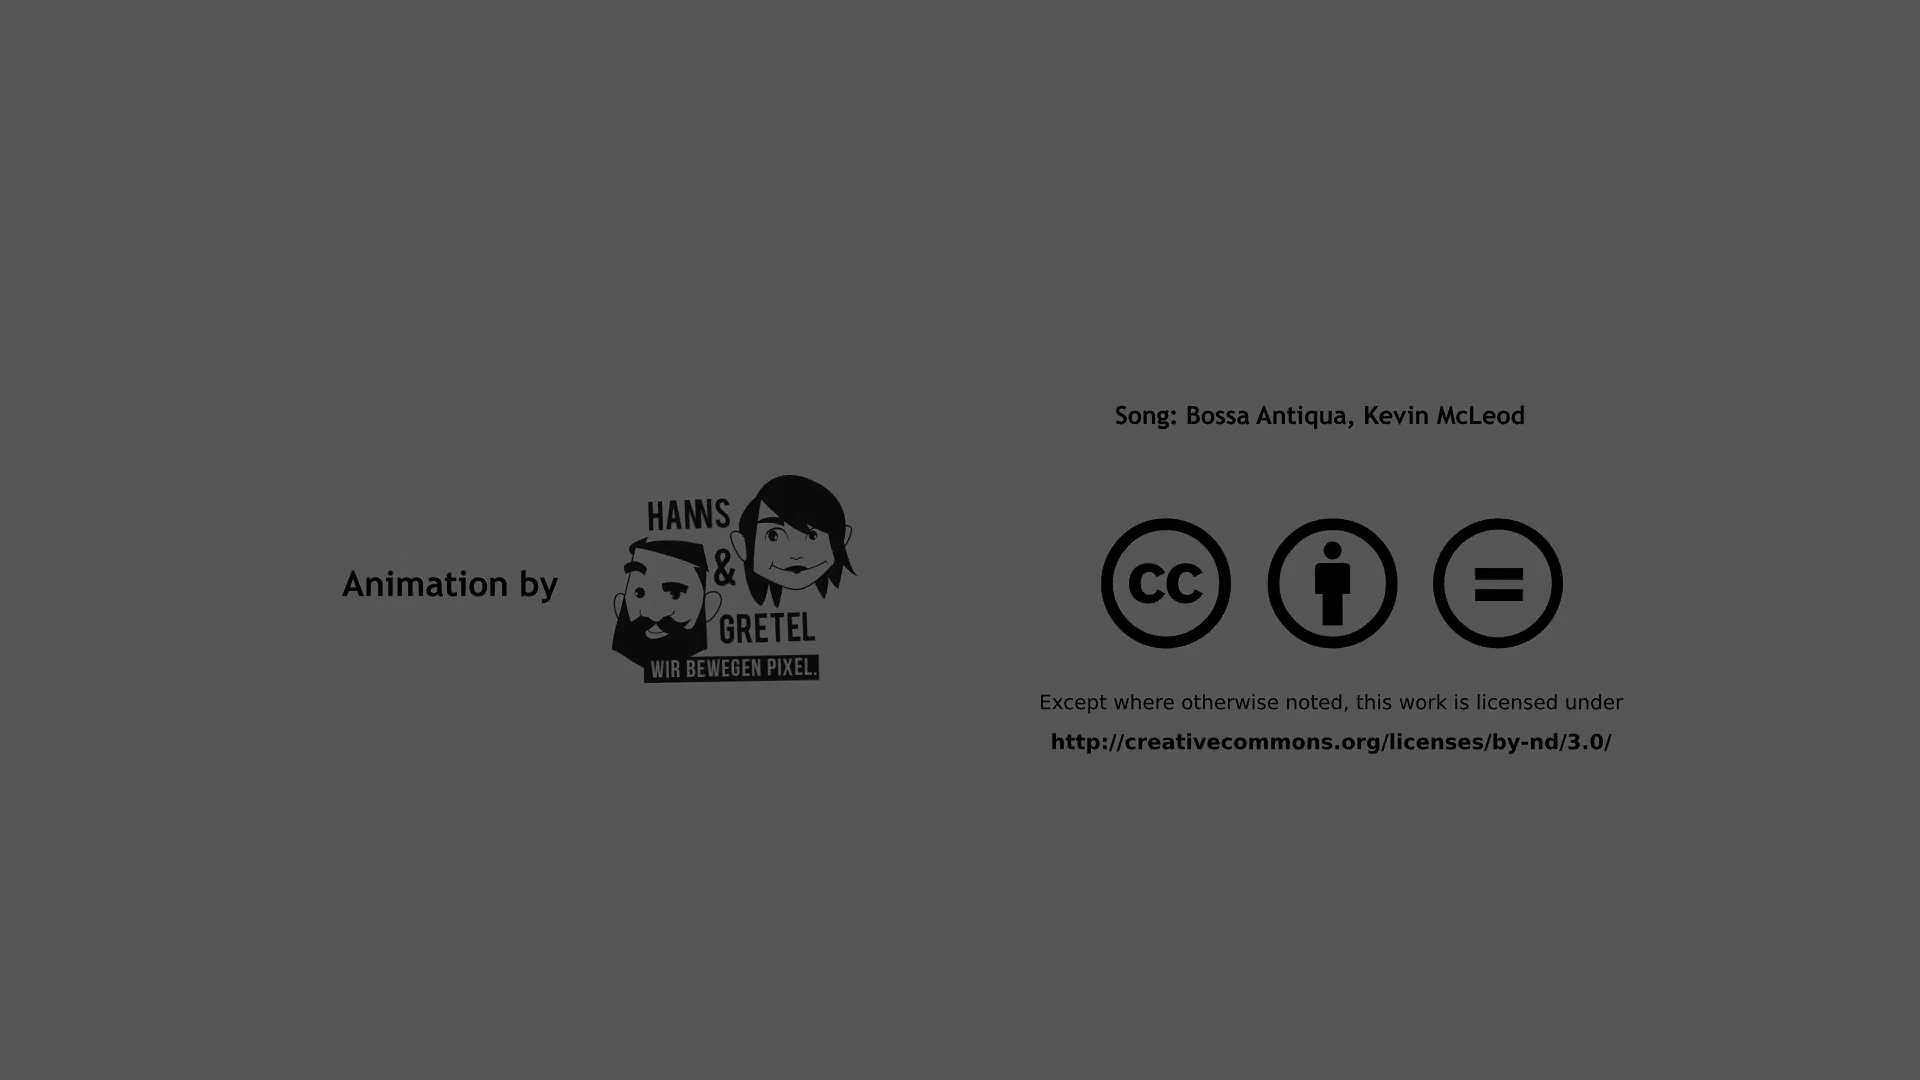 Animation by
HANNS
&
GRETEL
WIR BEWEGEN PIXEL.
Song: Bossa Antiqua, Kevin McLeod
cc
Except where otherwise noted, this work is licensed under
http://creativecommons.org/licenses/by-nd/3.0/